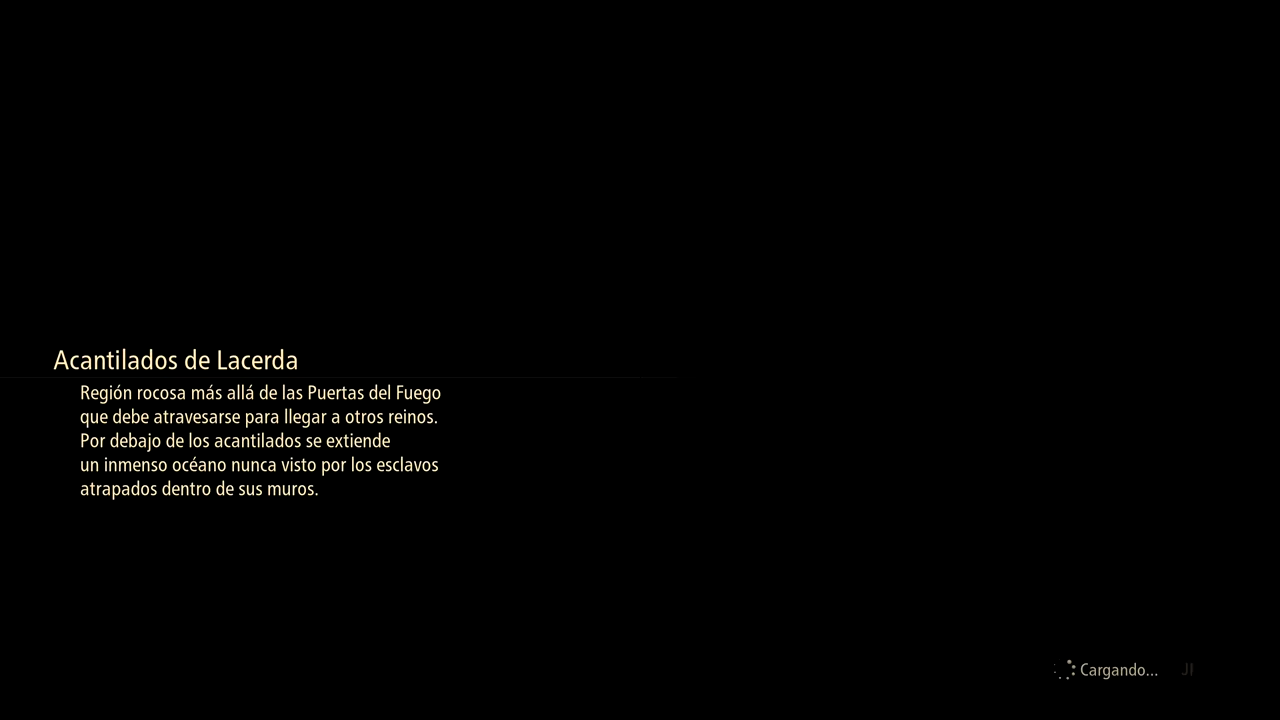 Acantilados de Lacerda
Región rocosa más allá de las Puertas del Fuego
que debe atravesarse para llegar a otros reinos.
Por debajo de los acantilados se extiende
un inmenso océano nunca visto por los esclavos
atrapados dentro de sus muros.
Cargando...